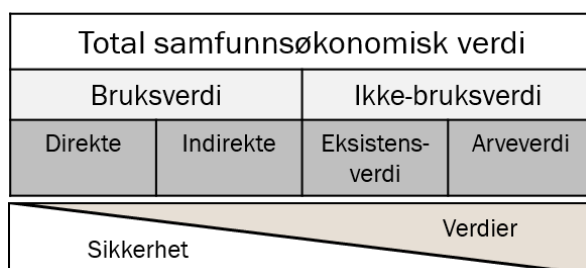 Total samfunnsøkonomisk verdi
Bruksverdi Ikke-bruksverdi
Direkte Indirekte Eksistens- Arveverdi
verdi
Verdier
Sikkerhet